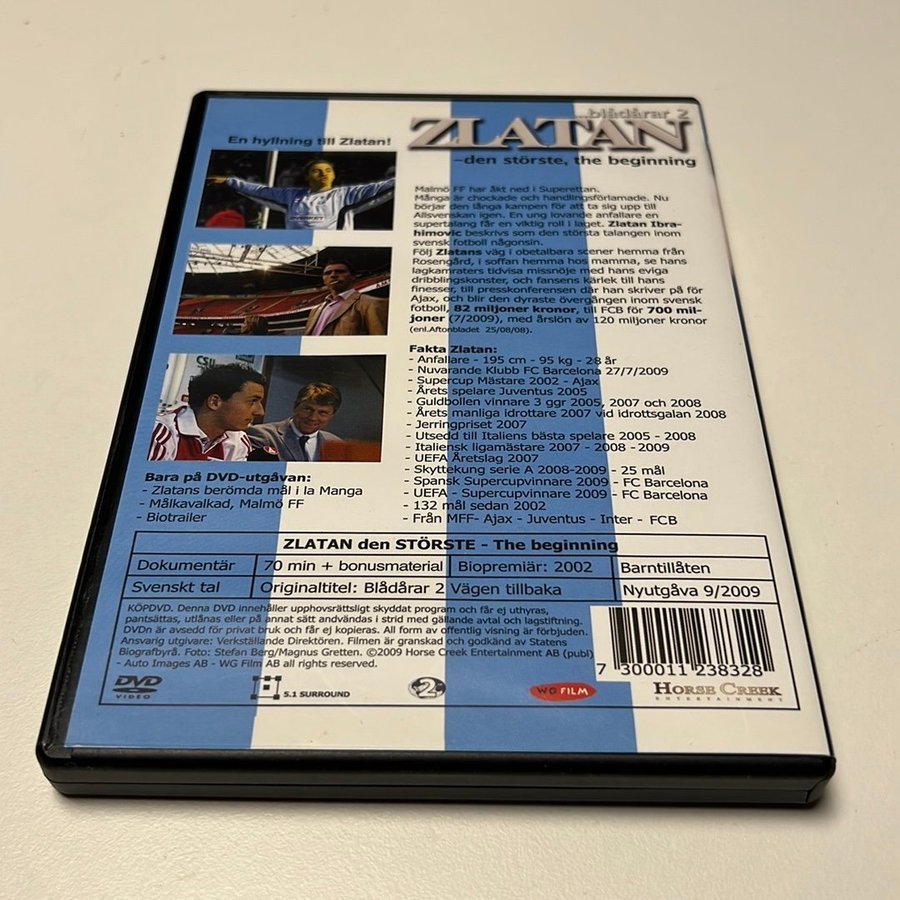 ...blådårar 2
ZLATAN
-den störste, the beginning
En hyllning till Zlatan!
Malmö FF har åkt ned i Superettan.
Många är chockade och handlingsförlamade. Nu
börjar den långa kampen för att ta sig upp till
Allsvenskan igen. En ung lovande anfallare en
supertalang får en viktig roll i laget. Zlatan Ibra-
himovic beskrivs som den största talangen inom
svensk fotboll någonsin.
Följ Zlatans väg i obetalbara scener hemma från
Rosengård, i soffan hemma hos mamma, se hans
lagkamraters tidvisa missnöje med hans eviga
dribblingskonster, och fansens kärlek till hans
finesser, till presskonferensen där han skriver på för
Ajax, och blir den dyraste övergången inom svensk
fotboll, 82 miljoner kronor, till FCB för 700 mil-
joner (7/2009), med årslön av 120 miljoner kronor
(enl.Aftonbladet 25/08/08).
Fakta Zlatan:
- Anfallare - 195 cm - 95 kg - 28 år
- Nuvarande Klubb FC Barcelona 27/7/2009
- Supercup Mästare 2002 - Ajax
- Årets spelare Juventus 2005
- Guldbollen vinnare 3 ggr 2005, 2007 och 2008
- Årets manliga idrottare 2007 vid idrottsgalan 2008
- Jerringpriset 2007
- Utsedd till Italiens bästa spelare 2005 - 2008
- Italiensk ligamästare 2007 - 2008 -2009
- UEFA Åretslag 2007
- Skyttekung serie A 2008-2009 - 25 mål
- Spansk Supercupvinnare 2009 - FC Barcelona
- UEFA - Supercupvinnare 2009 - FC Barcelona
- 132 mål sedan 2002
- Från MFF- Ajax - Juventus - Inter - FCB
Bara på DVD-utgåvan:
- Zlatans berömda mål i la Manga
- Målkavalkad, Malmö FF
- Biotrailer
ZLATAN den STÖRSTE - The beginning
Dokumentär 70 min + bonusmaterial Biopremiär: 2002 Barntillåten
Svenskt tal Originaltitel: Blådårar 2 Vägen tillbaka Nyutgåva 9/2009
KÖPDVD. Denna DVD innehåller upphovsrättsligt skyddat program och får ej uthyras,
pantsättas, utlånas eller på annat sätt andvändas i strid med gällande avtal och lagstiftning.
DVDn är avsedd för privat bruk och får ej kopieras. All form av offentlig visning är förbjuden.
Ansvarig utgivare: Verkställande Direktören. Filmen är granskad och godkänd av Statens
Biografbyrå. Foto: Stefan Berg/Magnus Gretten. ©2009 Horse Creek Entertainment AB (publ)
- Auto Images AB - WG Film AB all rights reserved.
7 300011 238328
DVD
VIDEO
5.1 SURROUND
2
WG FILM
HORSE CREEK
ENTERTAINMENT